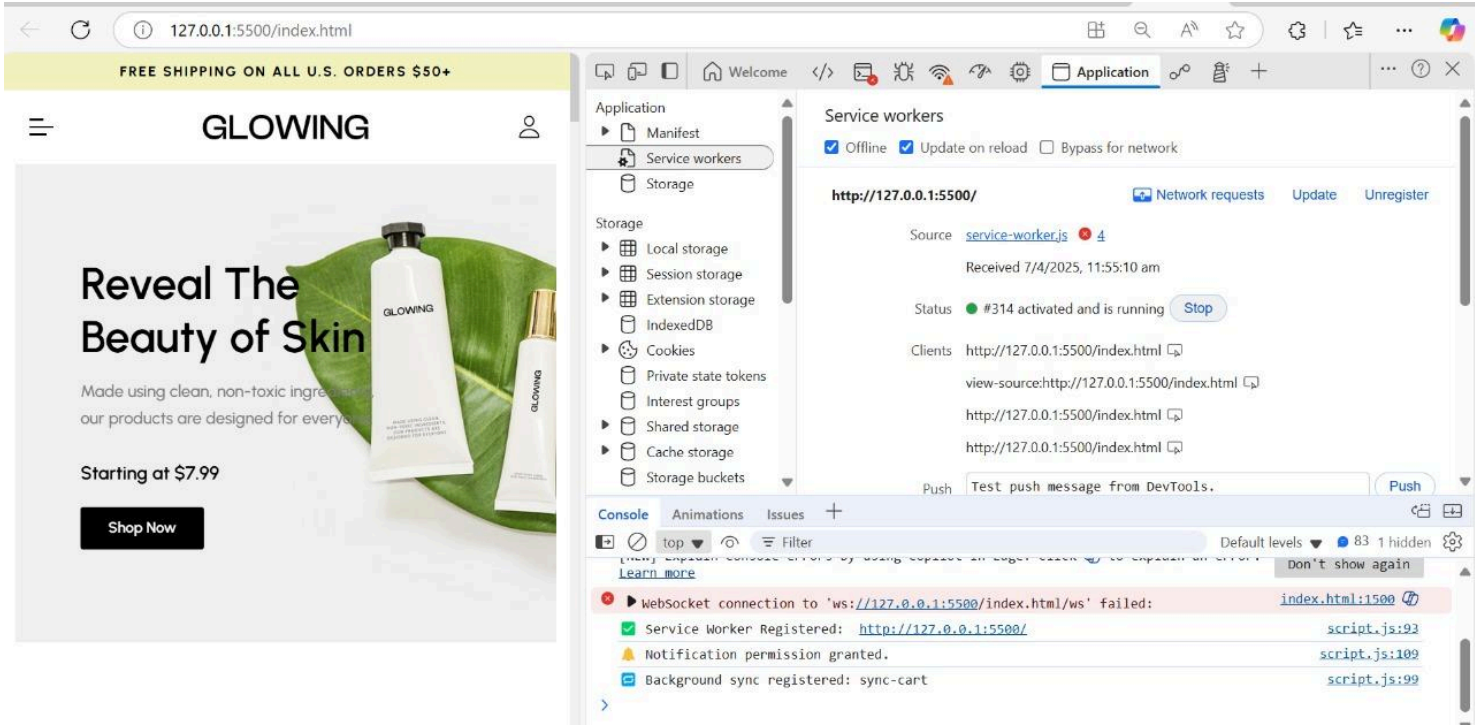 127.0.0.1:5500/index.html
FREE SHIPPING ON ALL U.S. ORDERS $50+
GLOWING
Reveal The
Beauty of Skin
Made using clean, non-toxic
our products are designed for
Starting at $7.99
Shop Now
GLOWING
GLOWING
Welcome
Application
Application
Manifest
Service workers
Storage
Storage
Local storage
Session storage
Extension storage
IndexedDB
Cookies
Private state tokens
Interest groups
Shared storage
Cache storage
Storage buckets
Service workers
Offline Update on reload Bypass for network
http://127.0.0.1:5500/ Network requests Update Unregister
Source service-worker.js 4
Received 7/4/2025, 11:55:10 am
Status #314 activated and is running Stop
Clients http://127.0.0.1:5500/index.html
view-source:http://127.0.0.1:5500/index.html
http://127.0.0.1:5500/index.html
http://127.0.0.1:5500/index.html
Push Test push message from DevTools. Push
Console Animations Issues
top Filter Default levels 83 1 hidden
Learn more Don't show again
WebSocket connection to 'ws://127.0.0.1:5500/index.html/ws' failed: index.html:1500
Service Worker Registered: http://127.0.0.1:5500/ script.js:93
Notification permission granted. script.js:109
Background sync registered: sync-cart script.js:99